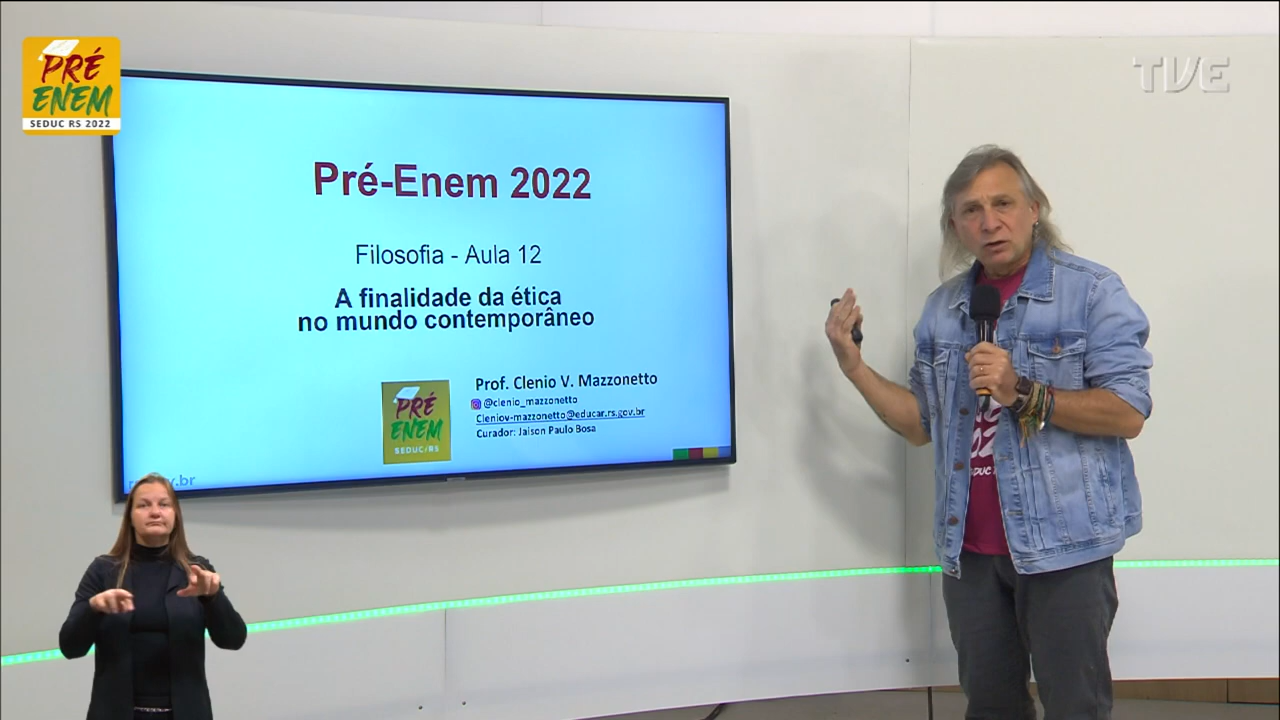 PRÉ
ENEM
SEDUC RS 2022
TVE
Pré-Enem 2022
Filosofia - Aula 12
A finalidade da ética
no mundo contemporâneo
Prof. Clenio V. Mazzonetto
@clenio_mazzonetto
Cleniov-mazzonetto@educar.rs.gov.br
Curador: Jaison Paulo Bosa
PRÉ
ENEM
SEDUC/RS